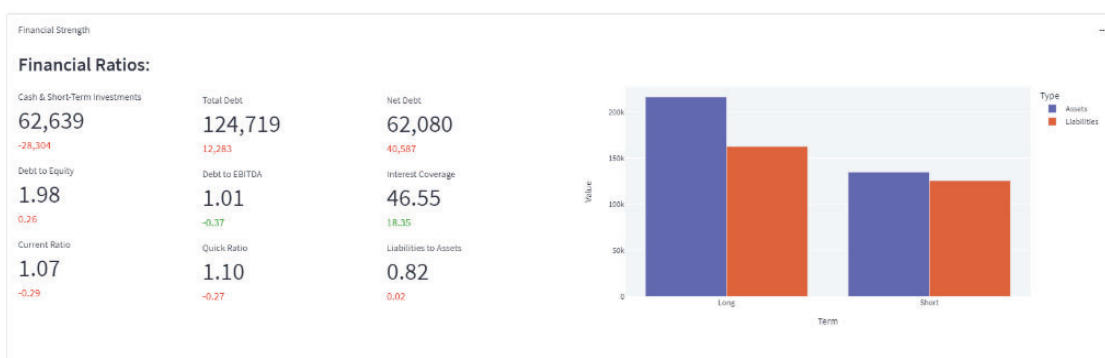 Financial Strength
Financial Ratios:
Cash & Short-Term Investments
62,639
-28,304
Total Debt
124,719
12,283
Net Debt
62,080
40,587
Debt to Equity
1.98
0.26
Debt to EBITDA
1.01
-0.37
Interest Coverage
46.55
18.35
Current Ratio
1.07
-0.29
Quick Ratio
1.10
-0.27
Liabilities to Assets
0.82
0.02
Type
Assets
Liabilities
Value
200k
150k
100k
50k
0
Long
Short
Term